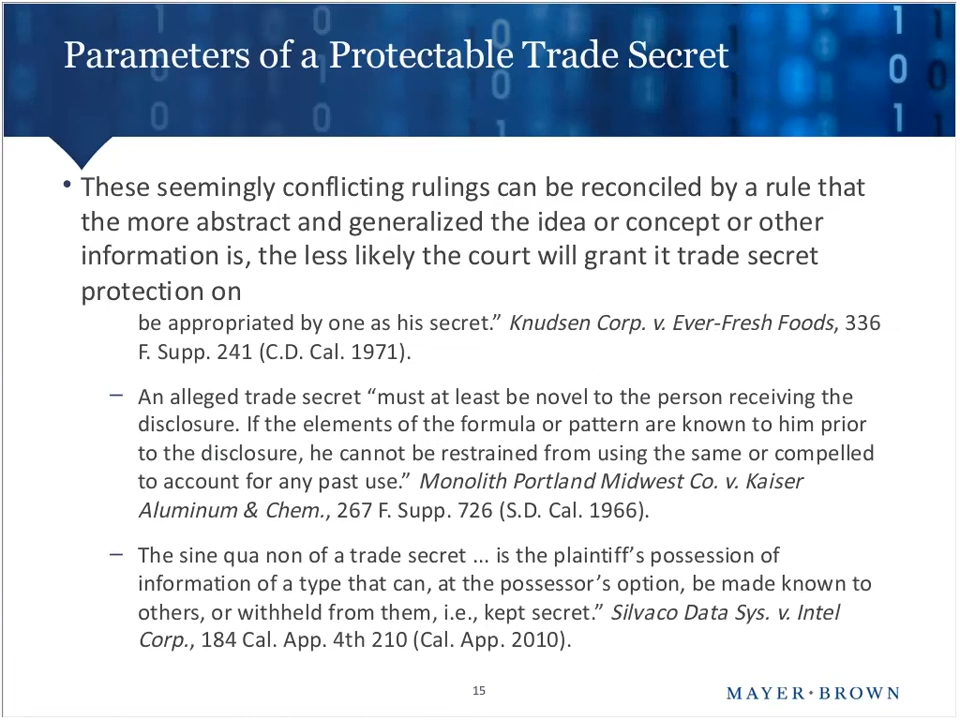 Parameters of a Protectable Trade Secret
• These seemingly conflicting rulings can be reconciled by a rule that
the more abstract and generalized the idea or concept or other
information is, the less likely the court will grant it trade secret
protection on
be appropriated by one as his secret.” Knudsen Corp. v. Ever-Fresh Foods, 336
F. Supp. 241 (C.D. Cal. 1971).
– An alleged trade secret “must at least be novel to the person receiving the
disclosure. If the elements of the formula or pattern are known to him prior
to the disclosure, he cannot be restrained from using the same or compelled
to account for any past use.” Monolith Portland Midwest Co. v. Kaiser
Aluminum & Chem., 267 F. Supp. 726 (S.D. Cal. 1966).
– The sine qua non of a trade secret ... is the plaintiff’s possession of
information of a type that can, at the possessor’s option, be made known to
others, or withheld from them, i.e., kept secret.” Silvaco Data Sys. v. Intel
Corp., 184 Cal. App. 4th 210 (Cal. App. 2010).
15
MAYER•BROWN